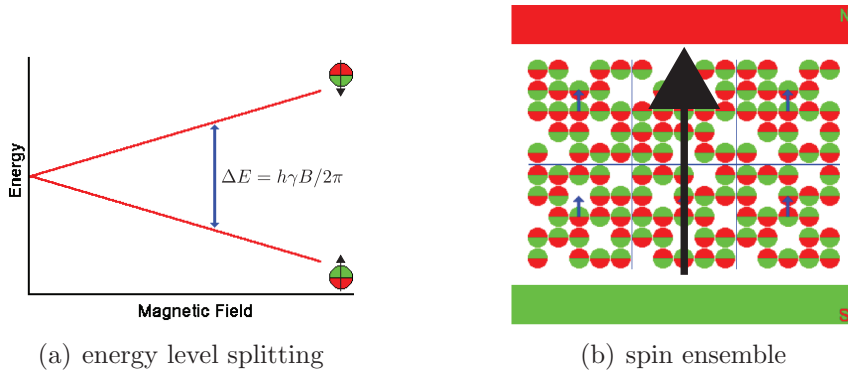 Energy
ΔE = hγB/2π
Magnetic Field
(a) energy level splitting
N
S
(b) spin ensemble